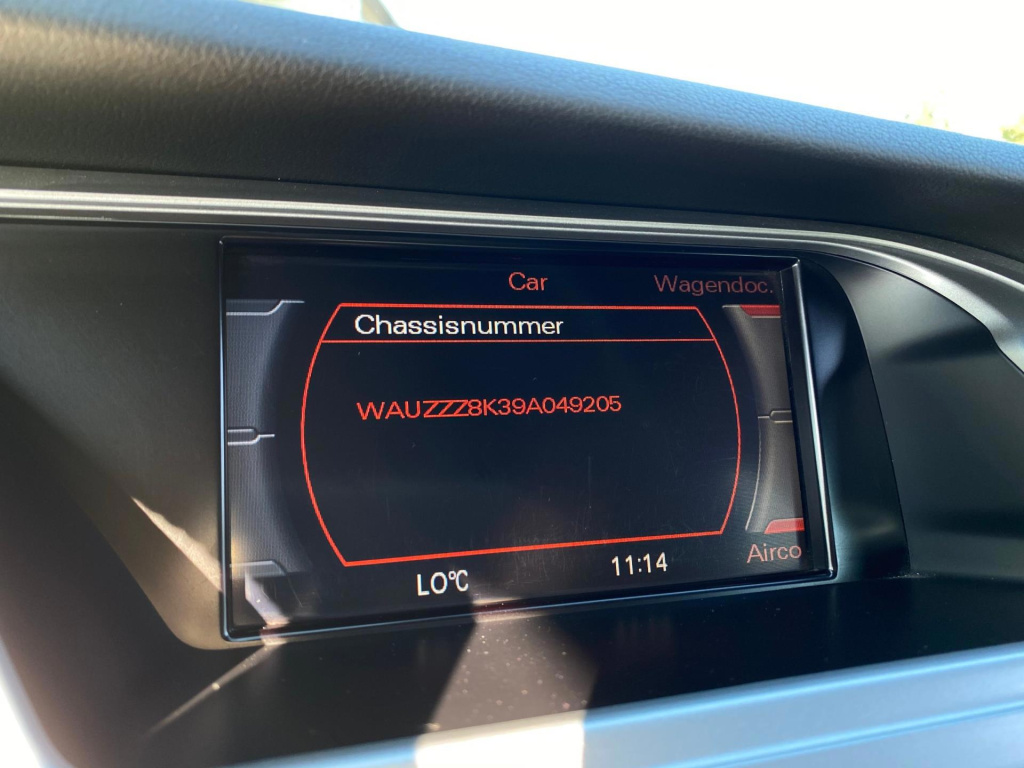 Car
Wagendoc.
Chassisnummer
WAUZZZ8K39A049205
LO°C
11:14
Airco